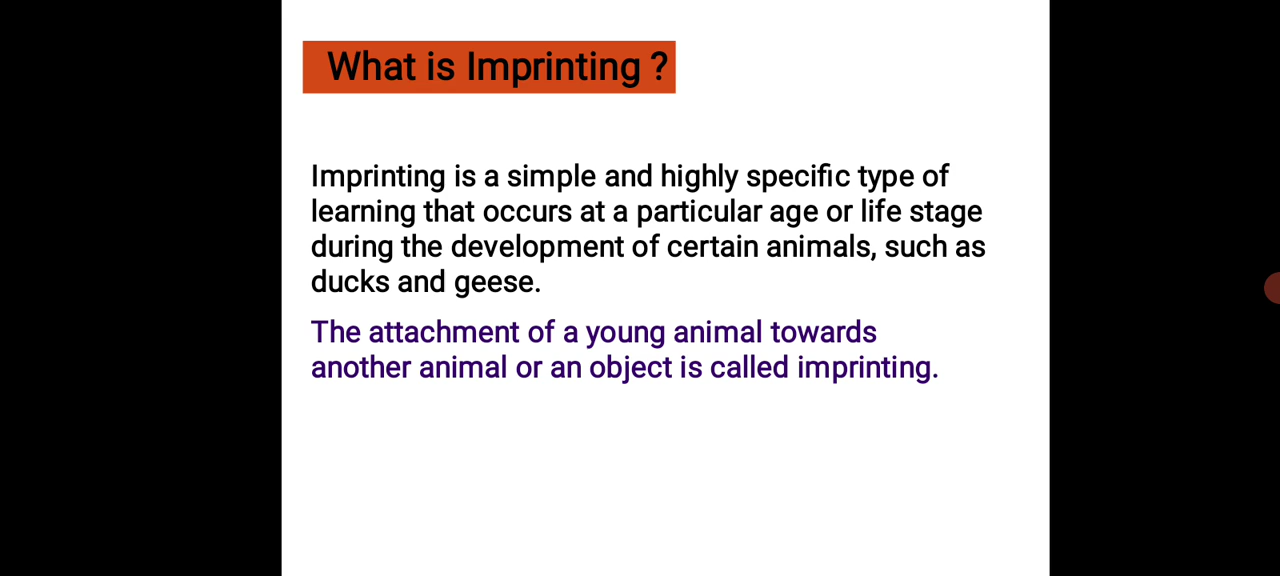 What is Imprinting ?
Imprinting is a simple and highly specific type of
learning that occurs at a particular age or life stage
during the development of certain animals, such as
ducks and geese.
The attachment of a young animal towards
another animal or an object is called imprinting.